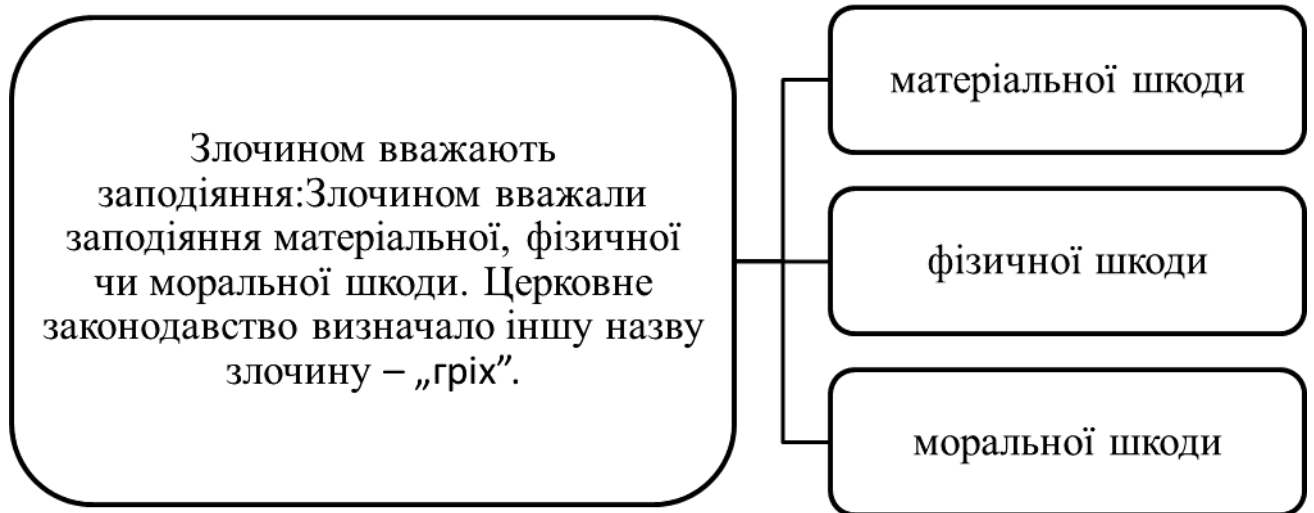 Злочином вважають
заподіяння:Злочином вважали
заподіяння матеріальної, фізичної
чи моральної шкоди. Церковне
законодавство визначало іншу назву
злочину – „гріх”.
матеріальної шкоди
фізичної шкоди
моральної шкоди